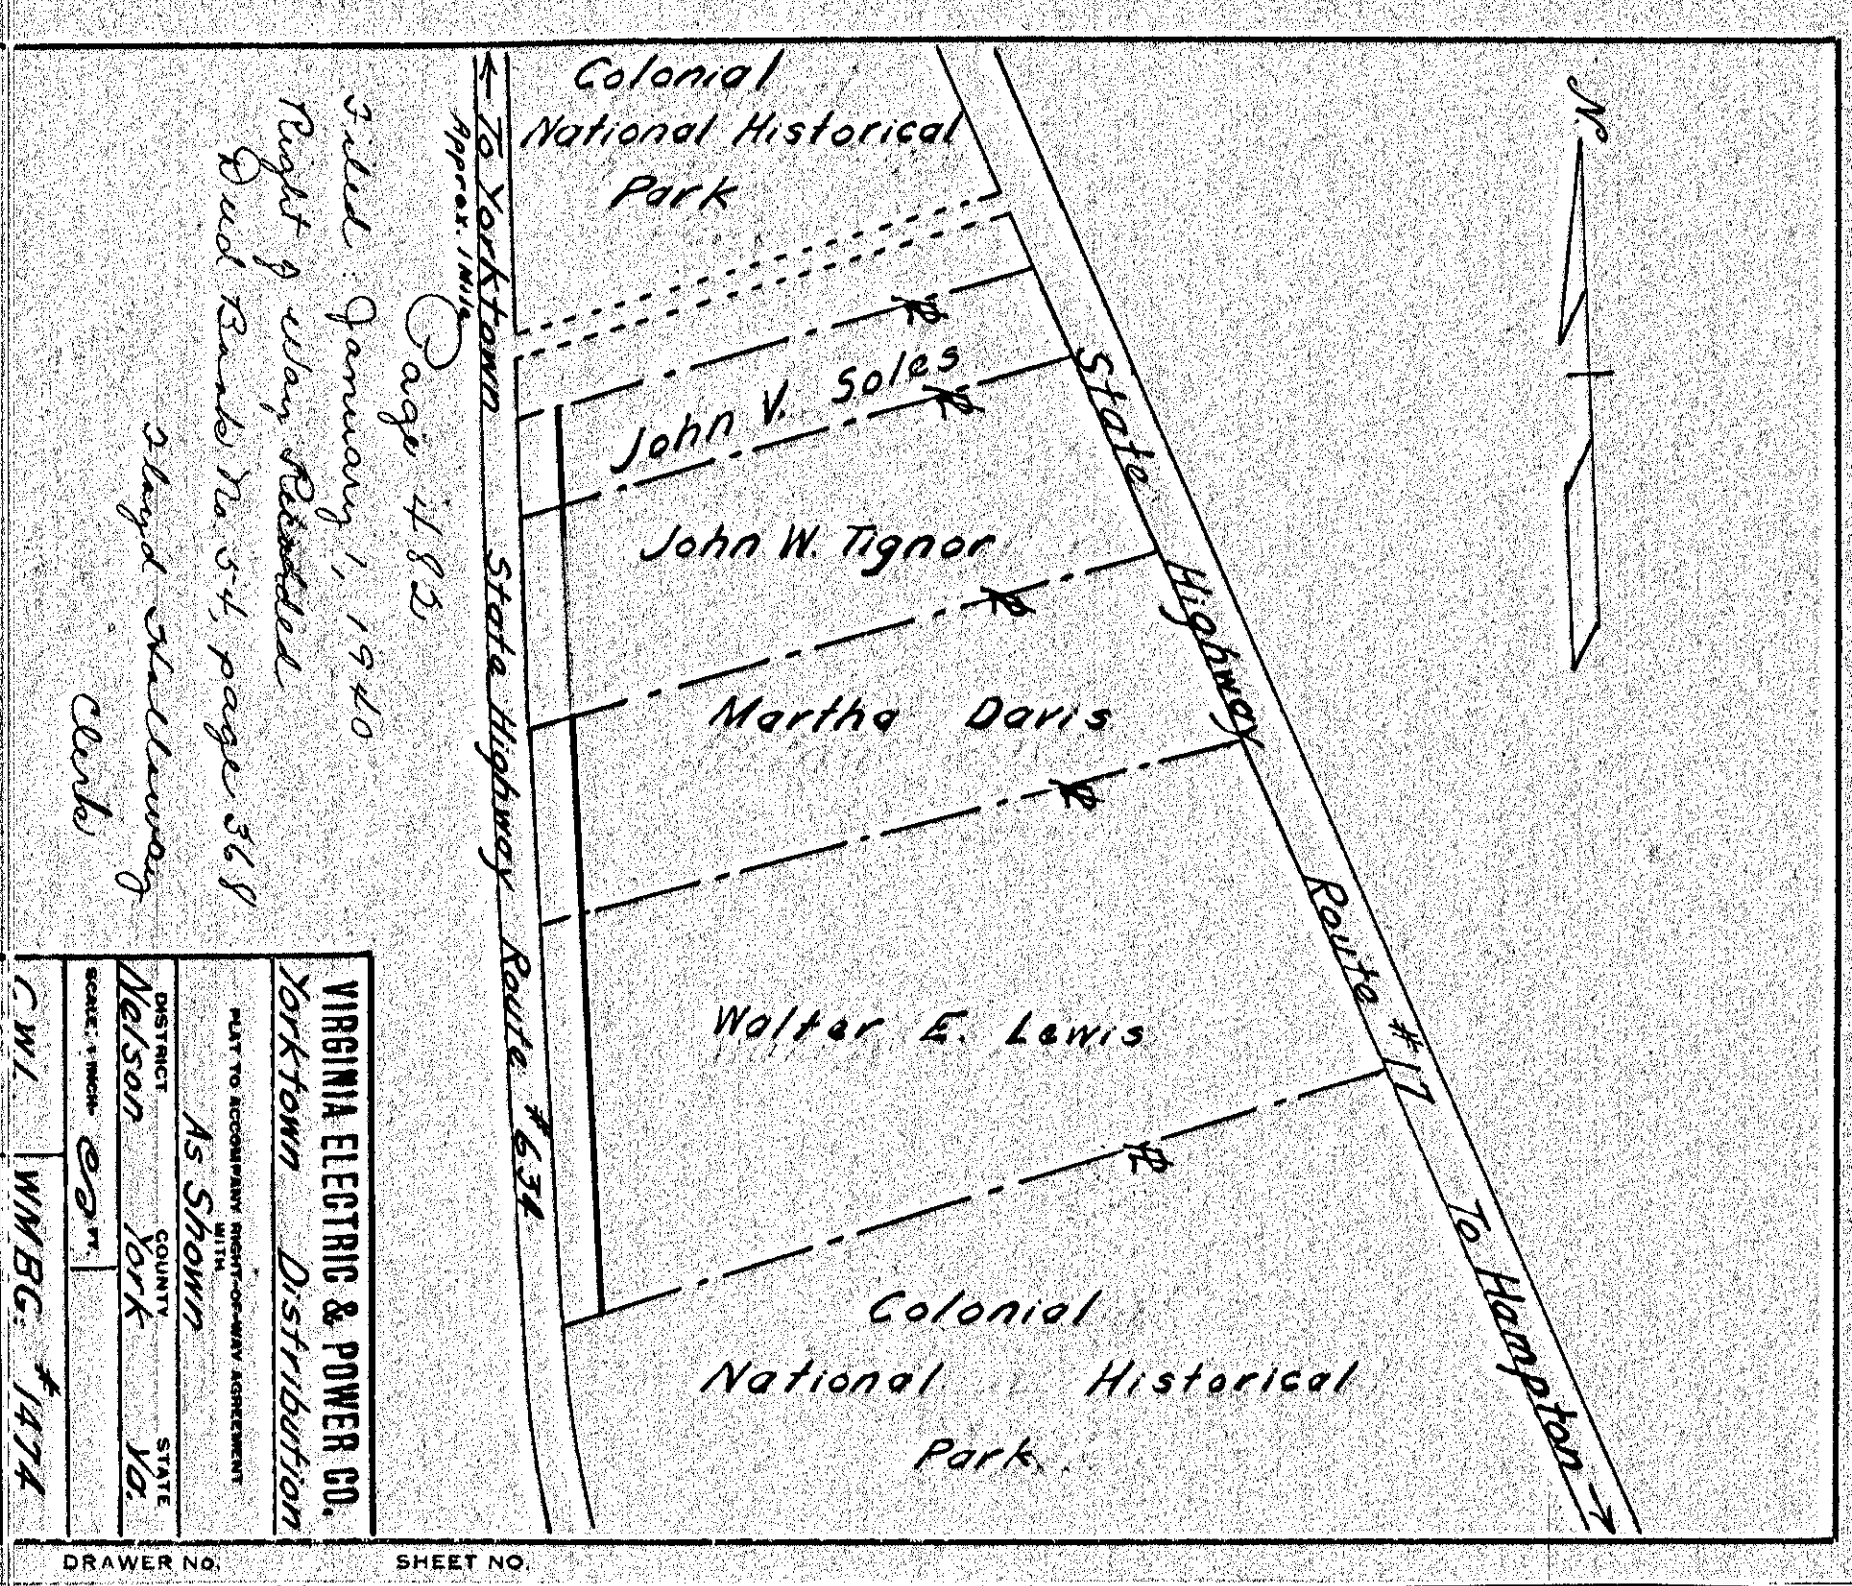 Colonial
National Historical
Park
N.
← To Yorktown
Approx. 1 Mile
State Highway Route #634
State Highway Route #17 To Hampton →
John V. Soles
John W. Tignor
Martha Davis
Walter E. Lewis
Colonial
National Historical
Park
Page 482
Filed: January 1, 1940
Right of Way Recorded
Deed Book No. 54, page 368
Floyd Holloway
Clerk
VIRGINIA ELECTRIC & POWER CO.
Yorktown Distribution
PLAT TO ACCOMPANY RIGHT-OF-WAY AGREEMENT
WITH
As Shown
DISTRICT COUNTY STATE
Nelson York Va.
SCALE, 1 INCH= FT.
C.W.L. WMBG. #1474
DRAWER NO. SHEET NO.